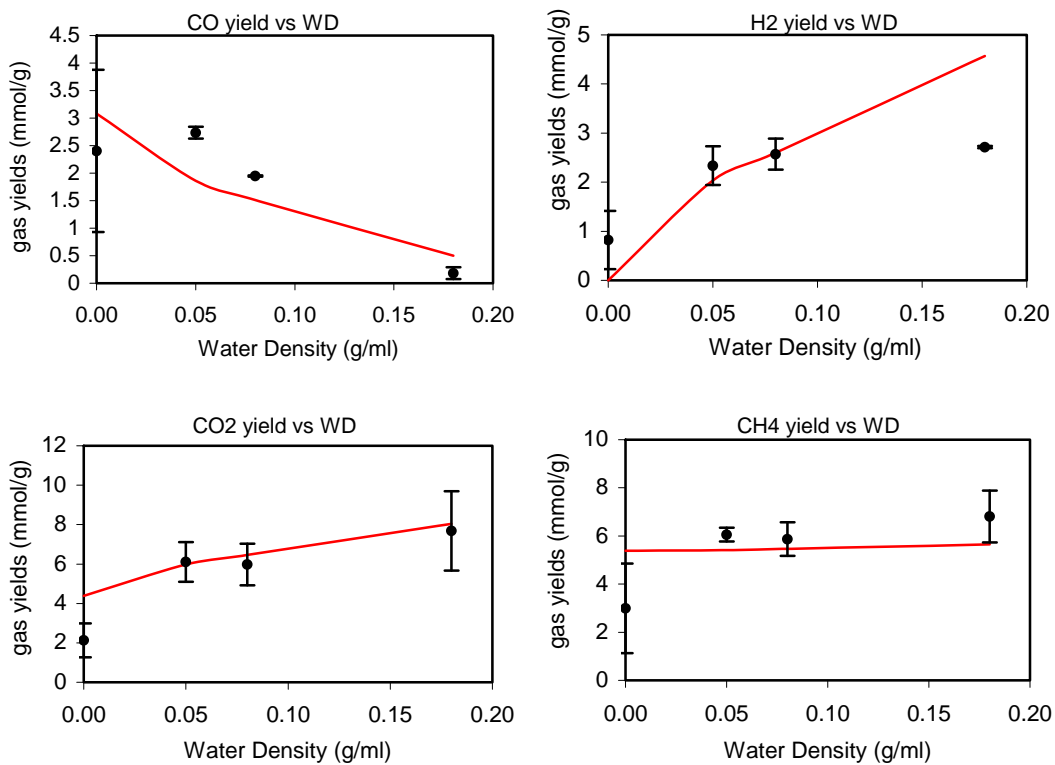 CO yield vs WD
4.5
4
3.5
3
2.5
2
1.5
1
0.5
0
gas yields (mmol/g)
0.00 0.05 0.10 0.15 0.20
Water Density (g/ml)
H2 yield vs WD
5
4
3
2
1
0
gas yields (mmol/g)
0.00 0.05 0.10 0.15 0.20
Water Density (g/ml)
CO2 yield vs WD
12
10
8
6
4
2
0
gas yields (mmol/g)
0.00 0.05 0.10 0.15 0.20
Water Density (g/ml)
CH4 yield vs WD
10
8
6
4
2
0
gas yields (mmol/g)
0.00 0.05 0.10 0.15 0.20
Water Density (g/ml)